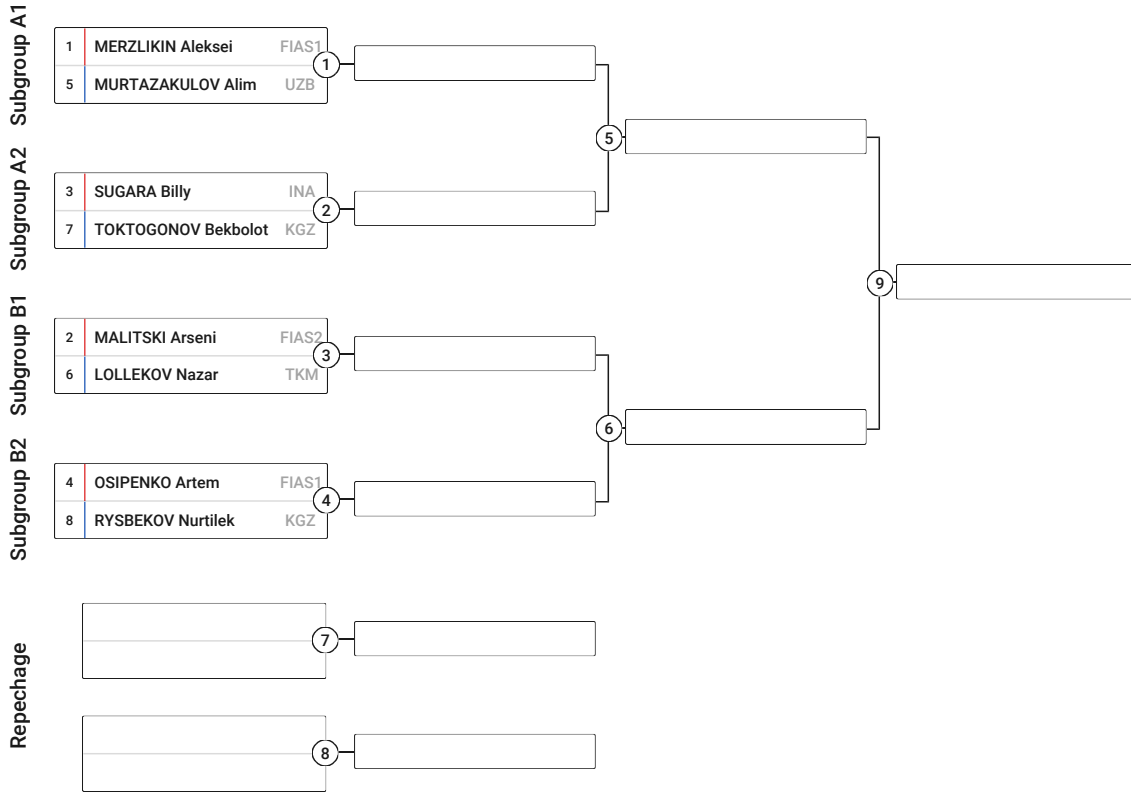 Subgroup A1
1 MERZLIKIN Aleksei FIAS1
5 MURTAZAKULOV Alim UZB
1
5
Subgroup A2
3 SUGARA Billy INA
7 TOKTOGONOV Bekbolot KGZ
2
9
Subgroup B1
2 MALITSKI Arseni FIAS2
6 LOLLEKOV Nazar TKM
3
6
Subgroup B2
4 OSIPENKO Artem FIAS1
8 RYSBEKOV Nurtilek KGZ
4
Repechage
7
8